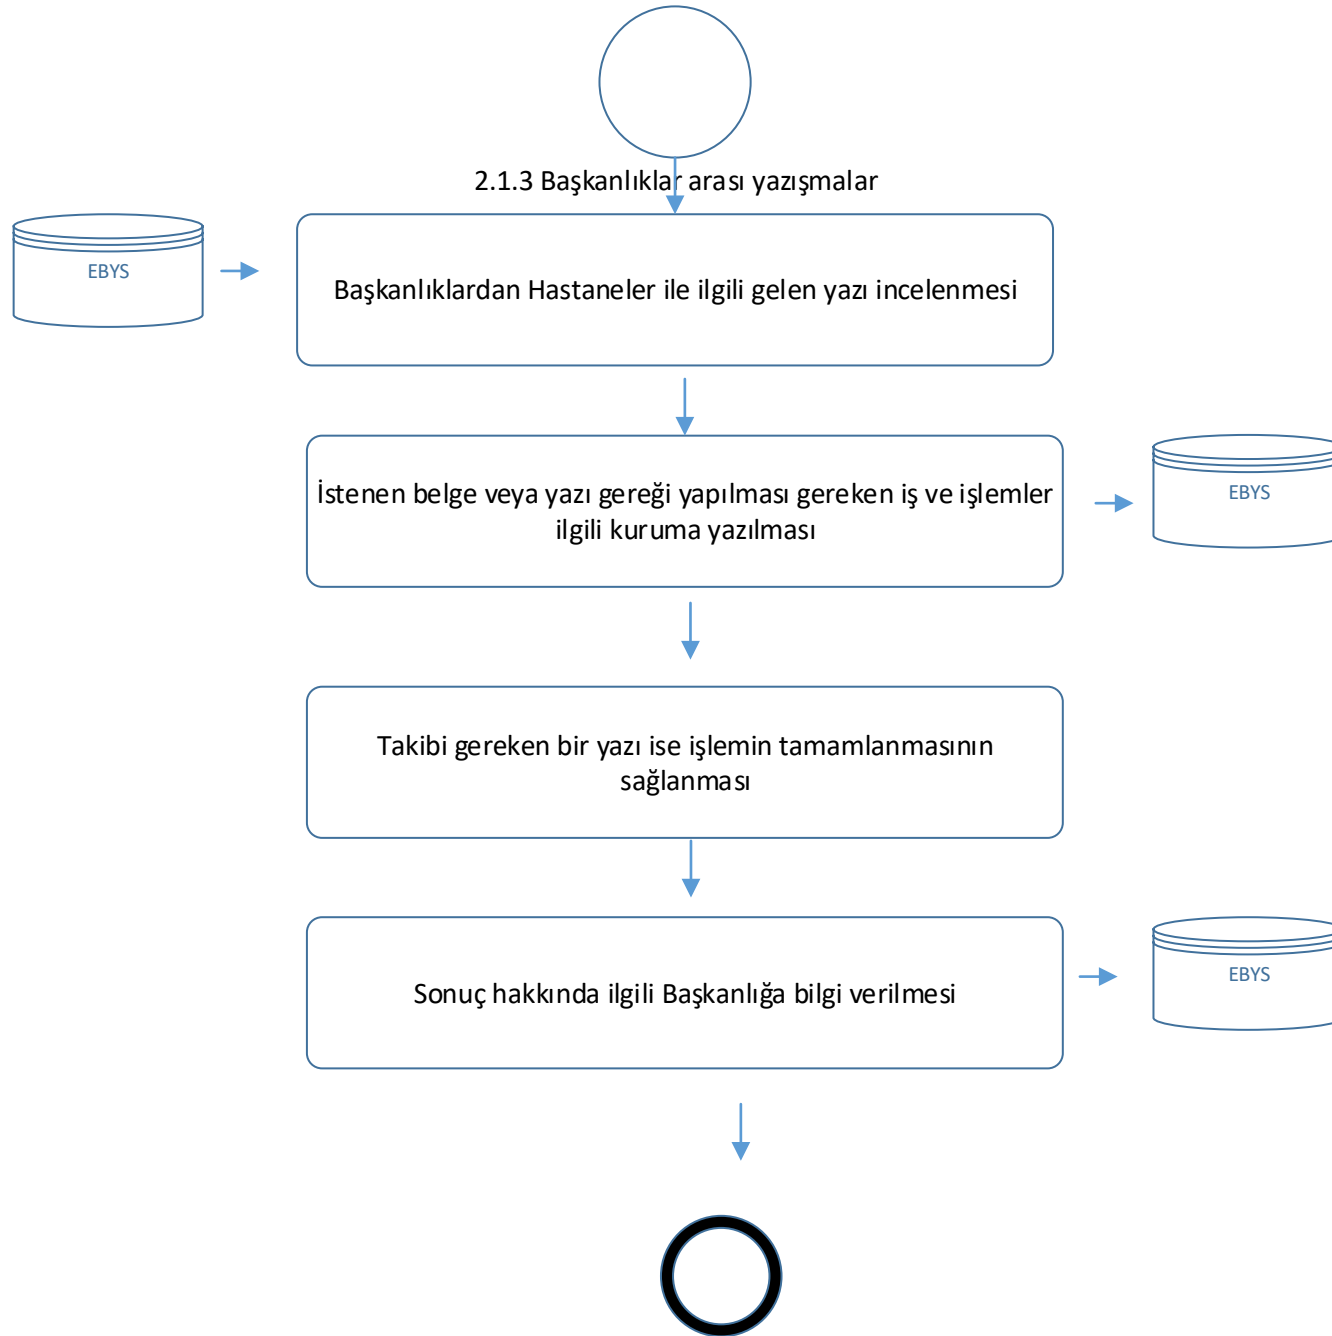 2.1.3 Başkanlıklar arası yazışmalar
EBYS
Başkanlıklardan Hastaneler ile ilgili gelen yazı incelenmesi
İstenen belge veya yazı gereği yapılması gereken iş ve işlemler
ilgili kuruma yazılması
EBYS
Takibi gereken bir yazı ise işlemin tamamlanmasının
sağlanması
Sonuç hakkında ilgili Başkanlığa bilgi verilmesi
EBYS